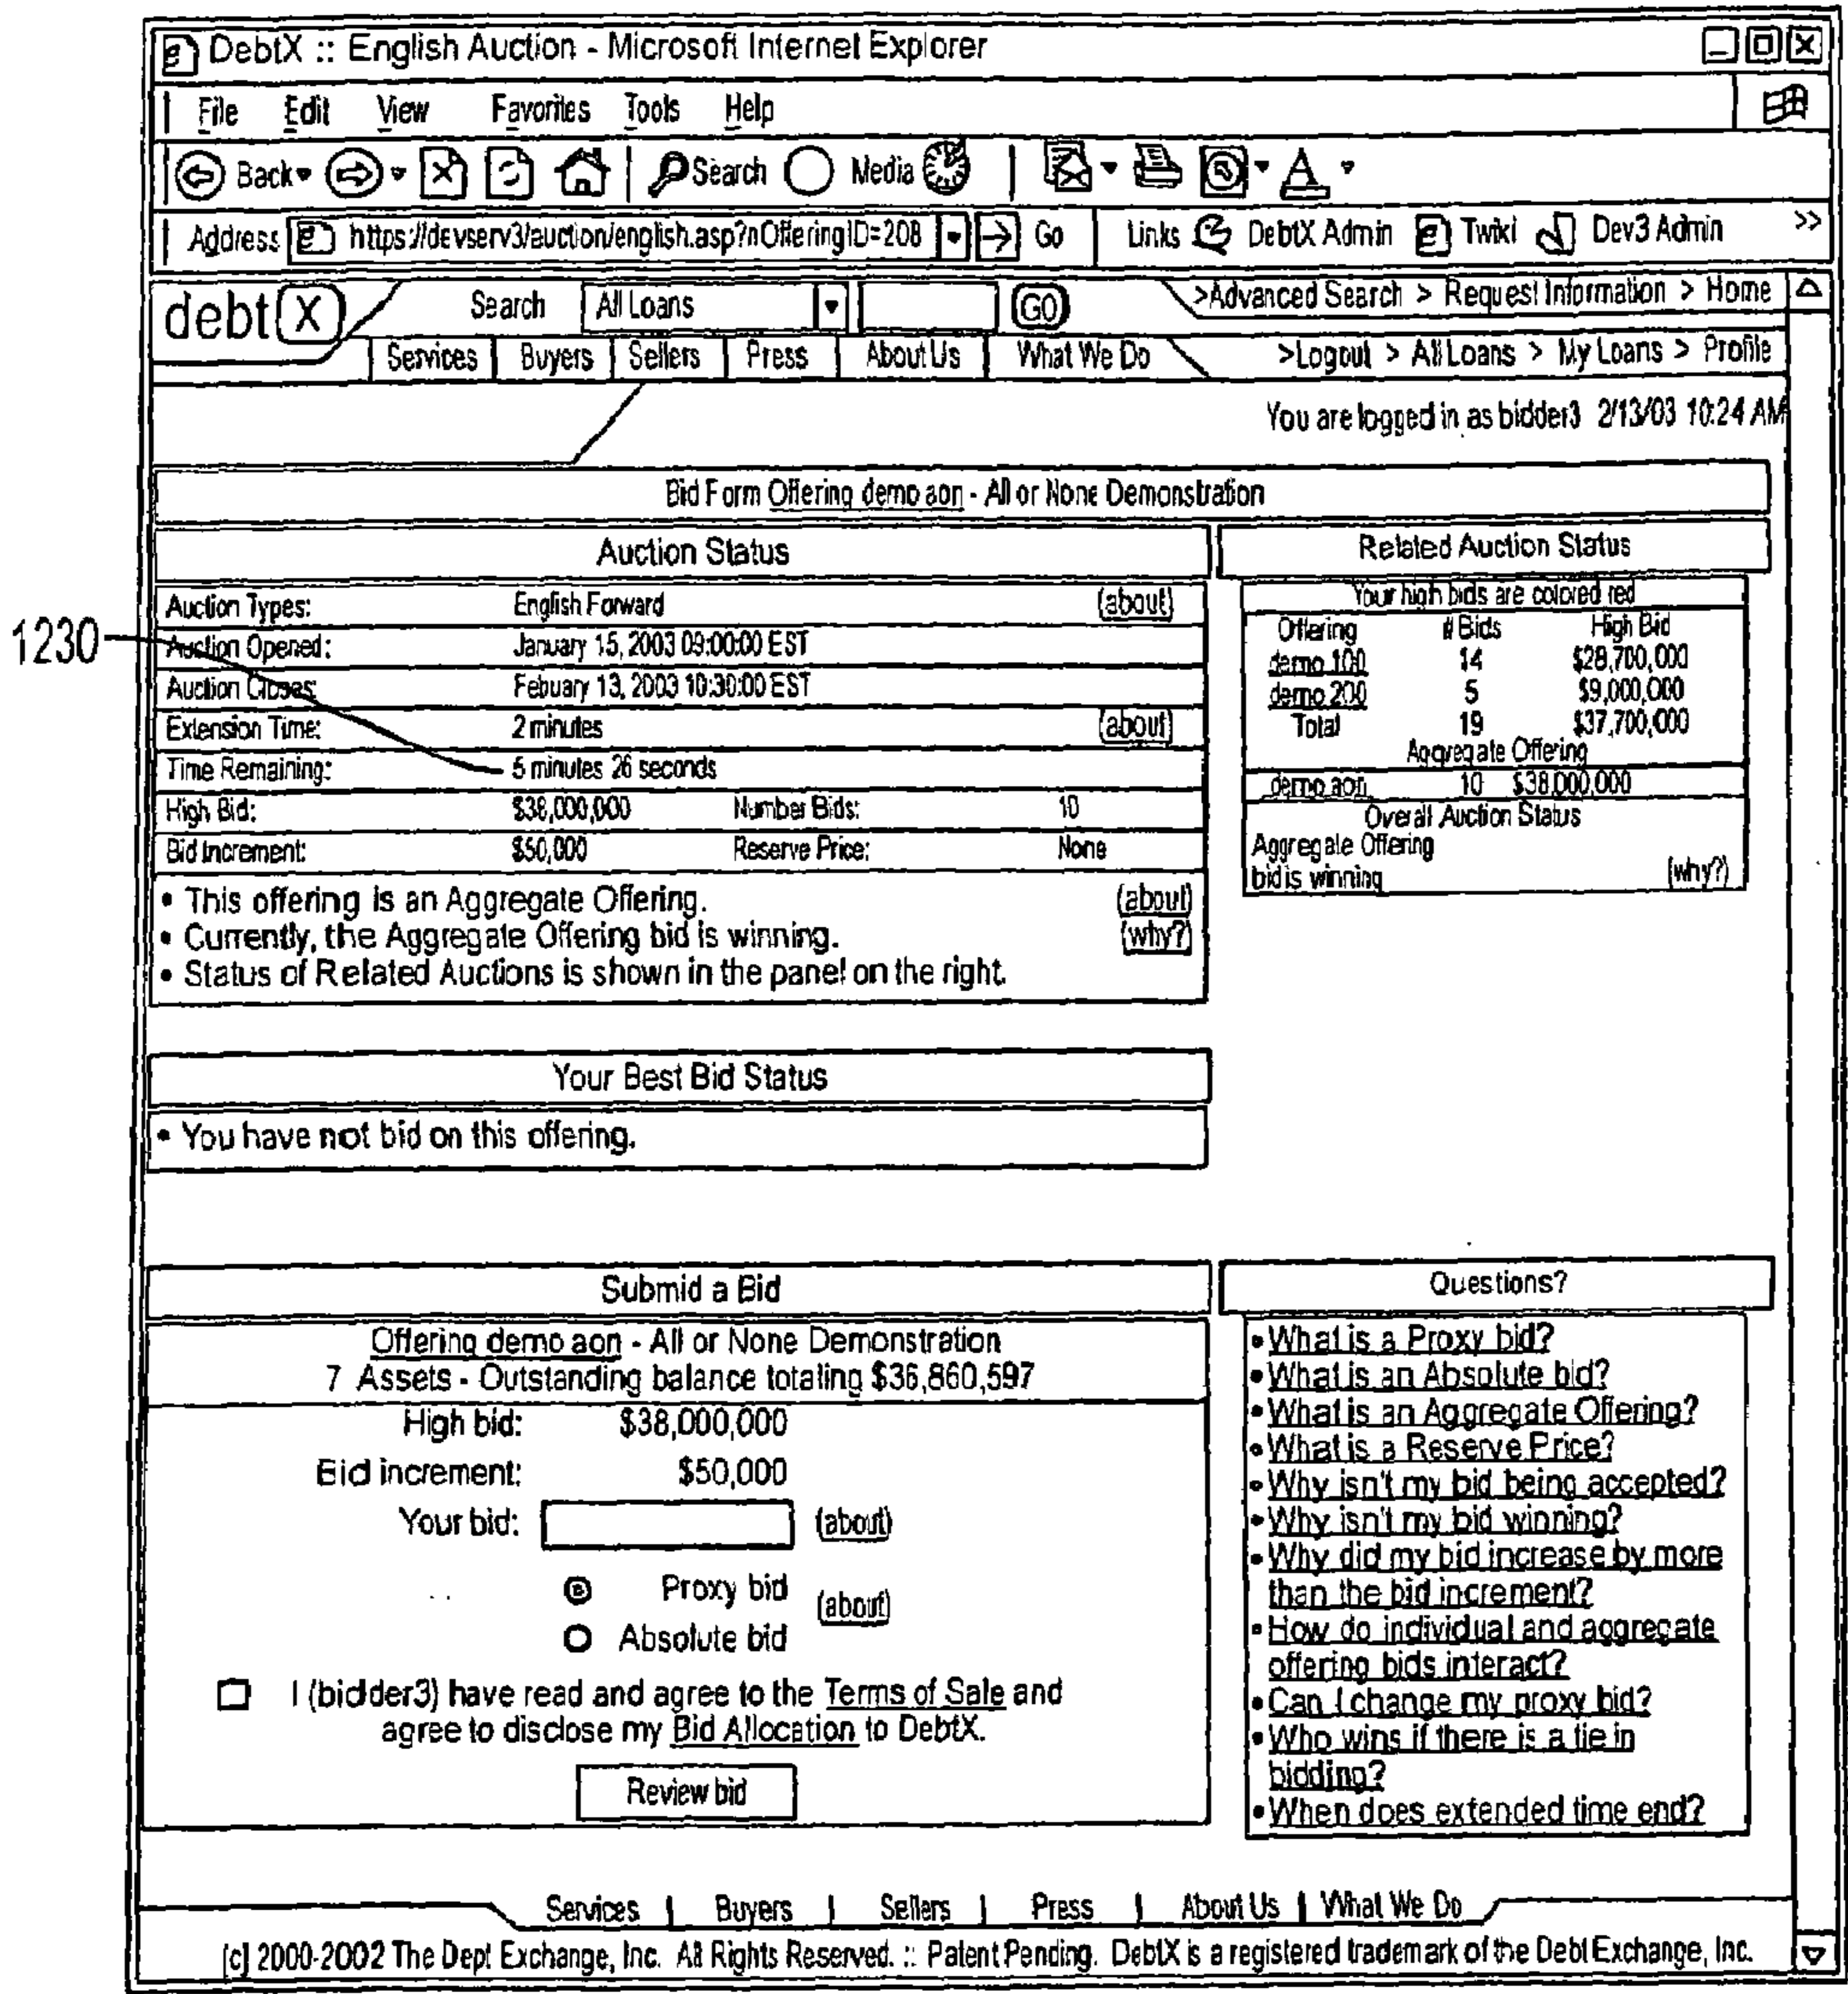 DebtX :: English Auction - Microsoft Internet Explorer
File Edit View Favorites Tools Help
Back Search Media
Address https://devserv3/auction/english.asp?nOfferingID=208 Go Links DebtX Admin Twiki Dev3 Admin >>
debt X Search All Loans GO >Advanced Search > Request Information > Home
Services Buyers Sellers Press About Us What We Do >Logout > All Loans > My Loans > Profile
You are logged in as bidder3 2/13/03 10:24 AM
Bid Form Offering demo aon - All or None Demonstration
Auction Status
Auction Types: English Forward (about)
1230
Auction Opened: January 15, 2003 09:00:00 EST
Auction Closes: Febuary 13, 2003 10:30:00 EST
Extension Time: 2 minutes (about)
Time Remaining: 5 minutes 26 seconds
High Bid: $38,000,000 Number Bids: 10
Bid Increment: $50,000 Reserve Price: None
• This offering is an Aggregate Offering. (about)
• Currently, the Aggregate Offering bid is winning. (why?)
• Status of Related Auctions is shown in the panel on the right.
Related Auction Status
Your high bids are colored red
Offering # Bids High Bid
demo 100 14 $28,700,000
demo 200 5 $9,000,000
Total 19 $37,700,000
Aggregate Offering
demo aon 10 $38,000,000
Overall Auction Status
Aggregate Offering
bid is winning (why?)
Your Best Bid Status
• You have not bid on this offering.
Submid a Bid
Offering demo aon - All or None Demonstration
7 Assets - Outstanding balance totaling $36,860,597
High bid: $38,000,000
Bid increment: $50,000
Your bid: (about)
Proxy bid
(about)
Absolute bid
I (bidder3) have read and agree to the Terms of Sale and
agree to disclose my Bid Allocation to DebtX.
Review bid
Questions?
• What is a Proxy bid?
• What is an Absolute bid?
• What is an Aggregate Offering?
• What is a Reserve Price?
• Why isn't my bid being accepted?
• Why isn't my bid winning?
• Why did my bid increase by more
than the bid increment?
• How do individual and aggregate
offering bids interact?
• Can I change my proxy bid?
• Who wins if there is a tie in
bidding?
• When does extended time end?
Services | Buyers | Sellers | Press | About Us | What We Do
[c] 2000-2002 The Dept Exchange, Inc. All Rights Reserved. :: Patent Pending. DebtX is a registered trademark of the Debt Exchange, Inc.